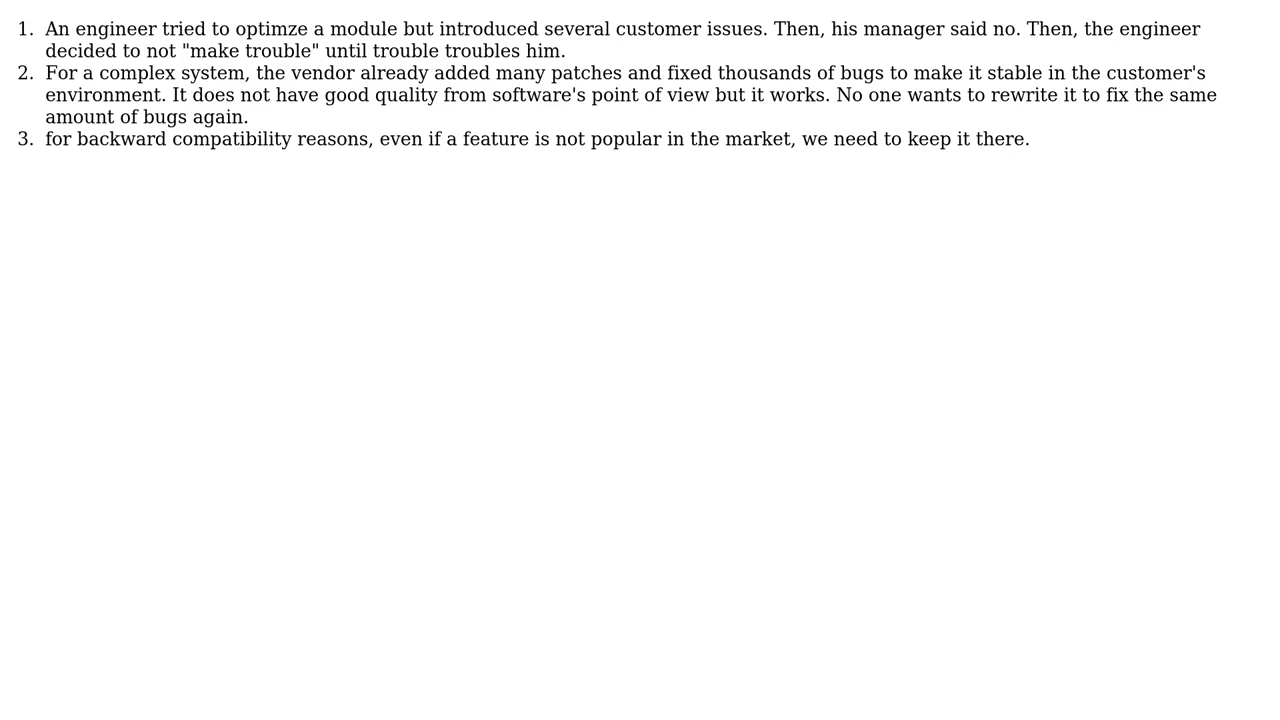 1. An engineer tried to optimze a module but introduced several customer issues. Then, his manager said no. Then, the engineer
decided to not "make trouble" until trouble troubles him.
2. For a complex system, the vendor already added many patches and fixed thousands of bugs to make it stable in the customer's
environment. It does not have good quality from software's point of view but it works. No one wants to rewrite it to fix the same
amount of bugs again.
3. for backward compatibility reasons, even if a feature is not popular in the market, we need to keep it there.